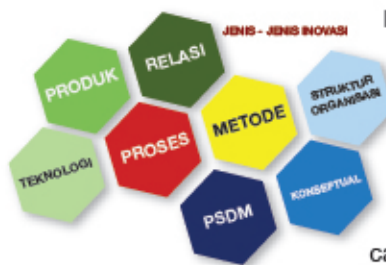 JENIS - JENIS INOVASI
PRODUK
RELASI
TEKNOLOGI
PROSES
METODE
STRUKTUR
ORGANISASI
PSDM
KONSEPTUAL